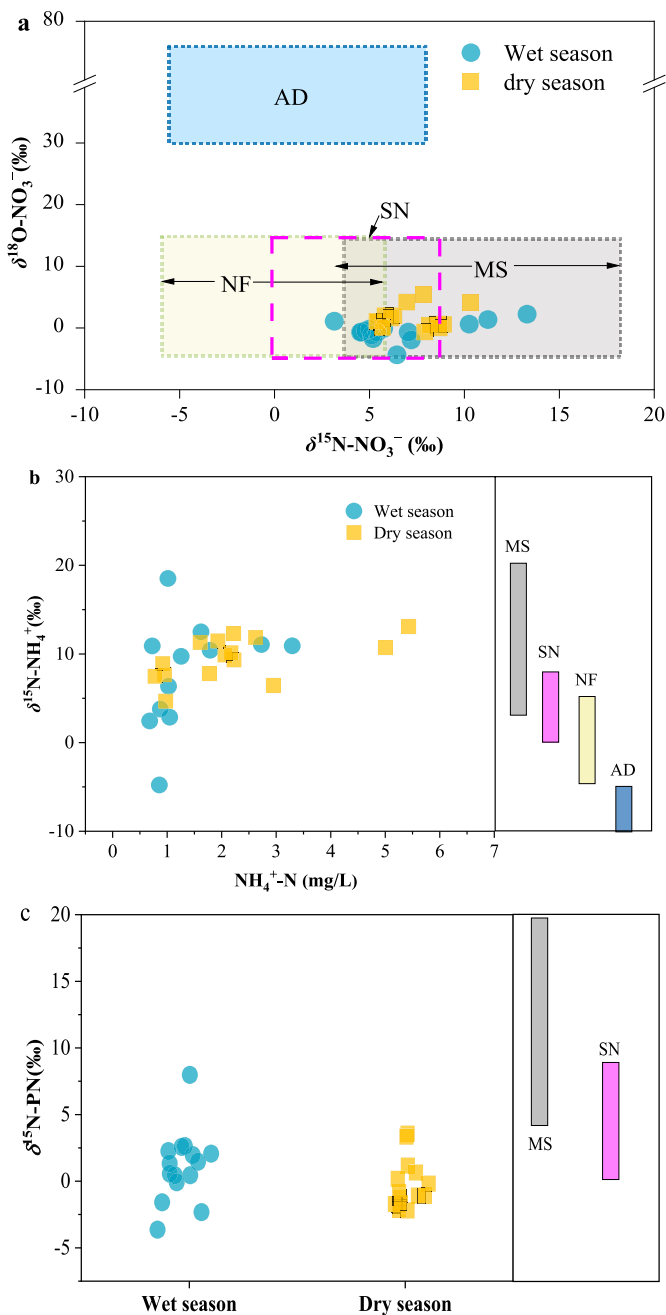 a
80
30
20
10
0
-10
δ¹⁸O-NO₃⁻ (‰)
AD
Wet season
dry season
SN
NF
MS
-10
-5
0
5
10
15
20
δ¹⁵N-NO₃⁻ (‰)
b
30
20
10
0
-10
δ¹⁵N-NH₄⁺(‰)
Wet season
Dry season
MS
SN
NF
AD
0
1
2
3
4
5
6
7
NH₄⁺-N (mg/L)
c
20
15
10
5
0
-5
δ¹⁵N-PN(‰)
MS
SN
Wet season
Dry season